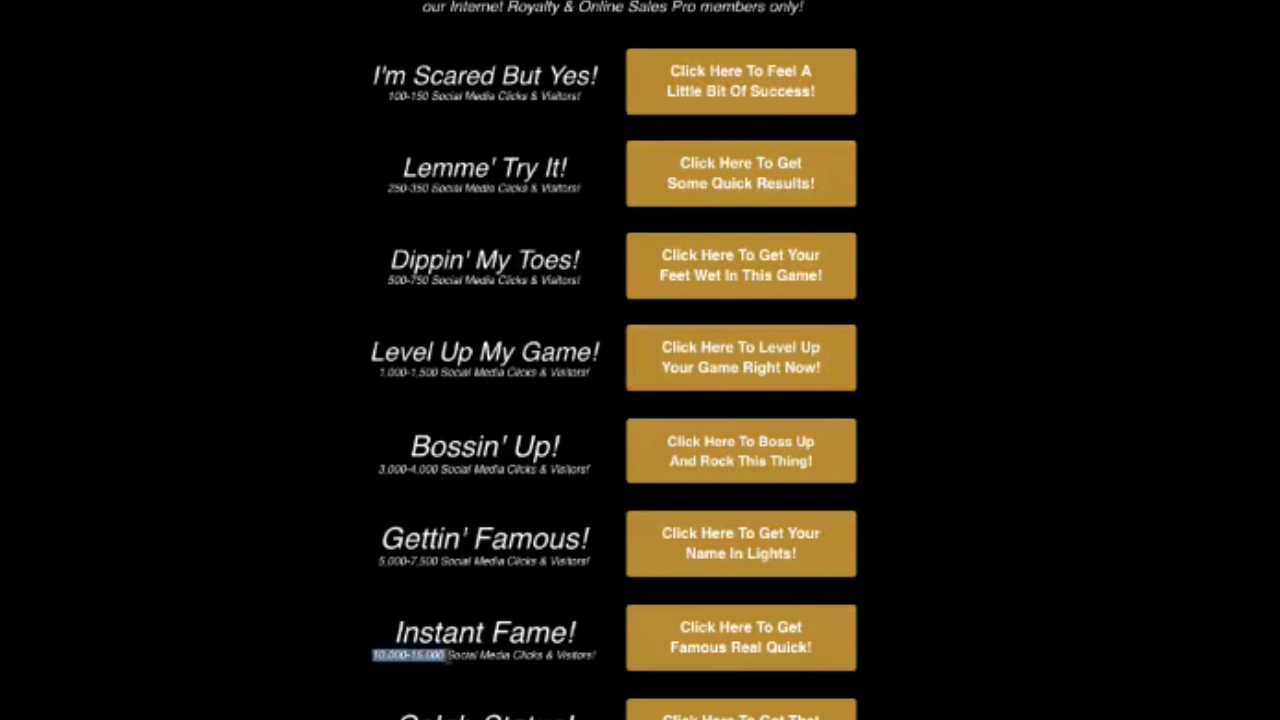 our Internet Royalty & Online Sales Pro members only!
I'm Scared But Yes!
100-150 Social Media Clicks & Visitors!
Click Here To Feel A
Little Bit Of Success!
Lemme' Try It!
250-350 Social Media Clicks & Visitors!
Click Here To Get
Some Quick Results!
Dippin' My Toes!
500-750 Social Media Clicks & Visitors!
Click Here To Get Your
Feet Wet In This Game!
Level Up My Game!
1,000-1,500 Social Media Clicks & Visitors!
Click Here To Level Up
Your Game Right Now!
Bossin' Up!
3,000-4,000 Social Media Clicks & Visitors!
Click Here To Boss Up
And Rock This Thing!
Gettin' Famous!
5,000-7,500 Social Media Clicks & Visitors!
Click Here To Get Your
Name In Lights!
Instant Fame!
10,000-15,000 Social Media Clicks & Visitors!
Click Here To Get
Famous Real Quick!
Click Here To Get That